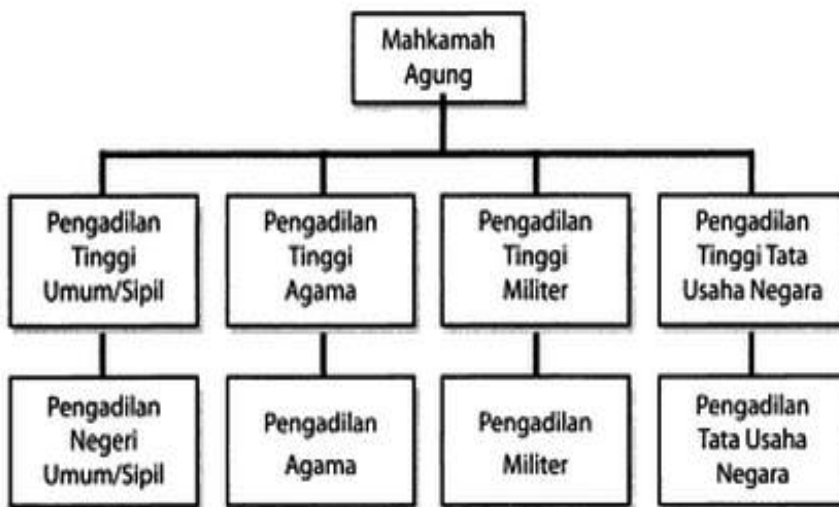 Mahkamah
Agung
Pengadilan
Tinggi
Umum/Sipil
Pengadilan
Tinggi
Agama
Pengadilan
Tinggi
Militer
Pengadilan
Tinggi Tata
Usaha Negara
Pengadilan
Negeri
Umum/Sipil
Pengadilan
Agama
Pengadilan
Militer
Pengadilan
Tata Usaha
Negara